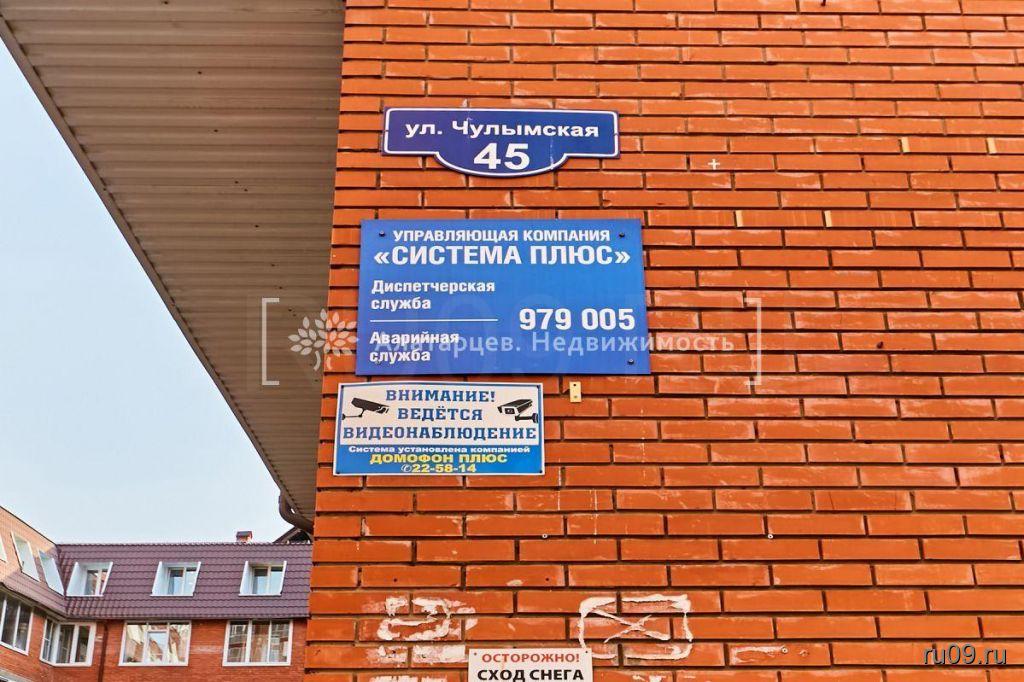 ул. Чулымская
45
УПРАВЛЯЮЩАЯ КОМПАНИЯ
«СИСТЕМА ПЛЮС»
Диспетчерская
служба
979 005
Аварийная
служба
Алатарцев. Недвижимость
ВНИМАНИЕ!
ВЕДЁТСЯ
ВИДЕОНАБЛЮДЕНИЕ
Система установлена компанией
ДОМОФОН ПЛЮС
✆22-58-14
ОСТОРОЖНО!
СХОД СНЕГА
ru09.ru